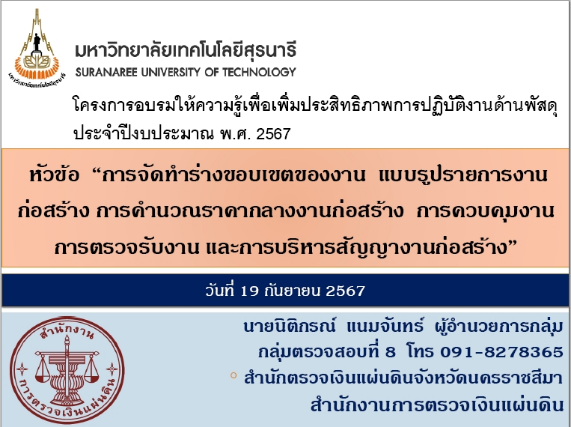 มหาวิทยาลัยเทคโนโลยีสุรนารี
SURANAREE UNIVERSITY OF TECHNOLOGY
โครงการอบรมให้ความรู้เพื่อเพิ่มประสิทธิภาพการปฏิบัติงานด้านพัสดุ
ประจำปีงบประมาณ พ.ศ. 2567
หัวข้อ “การจัดทำร่างขอบเขตของงาน แบบรูปรายการงาน
ก่อสร้าง การคำนวณราคากลางงานก่อสร้าง การควบคุมงาน
การตรวจรับงาน และการบริหารสัญญางานก่อสร้าง”
วันที่ 19 กันยายน 2567
นายนิติกรณ์ แนมจันทร์ ผู้อำนวยการกลุ่ม
กลุ่มตรวจสอบที่ 8 โทร 091-8278365
สำนักตรวจเงินแผ่นดินจังหวัดนครราชสีมา
สำนักงานการตรวจเงินแผ่นดิน
สำนักงาน
การตรวจเงินแผ่นดิน